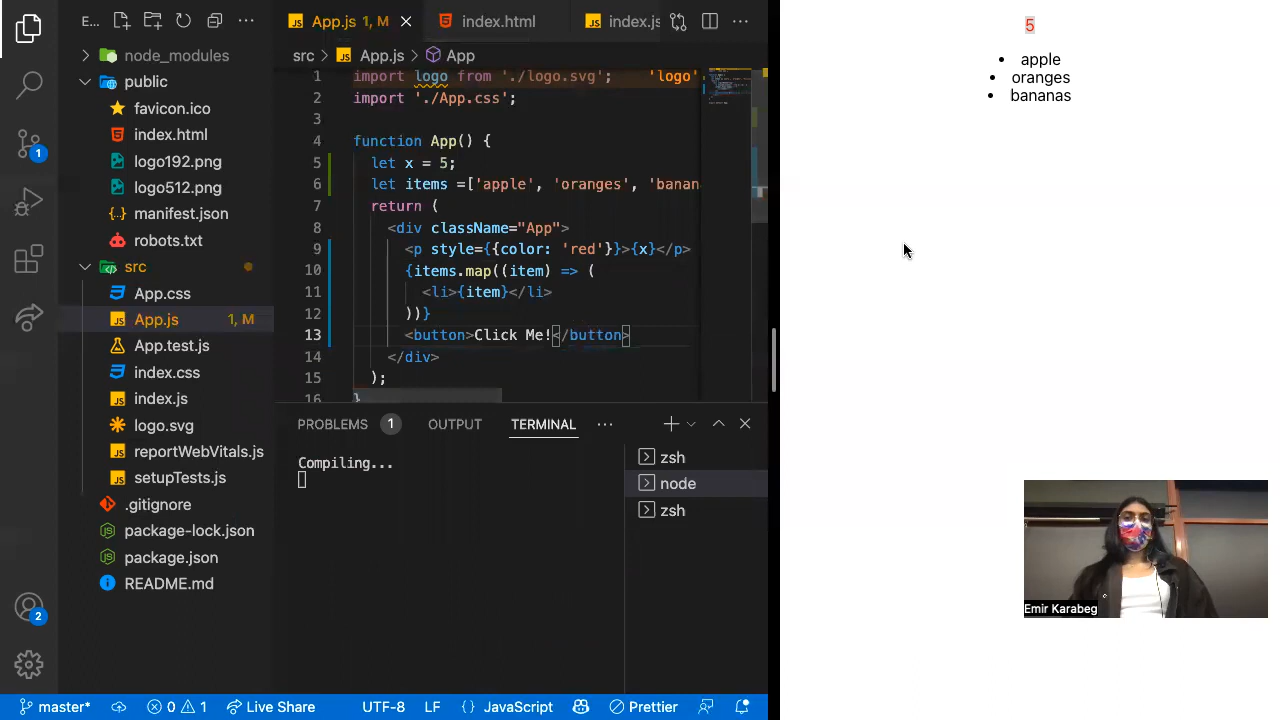 E...
App.js 1, M
index.html
index.js
node_modules
public
favicon.ico
index.html
logo192.png
logo512.png
manifest.json
robots.txt
src
App.css
App.js 1, M
App.test.js
index.css
index.js
logo.svg
reportWebVitals.js
setupTests.js
.gitignore
package-lock.json
package.json
README.md
src > App.js > App
1 import logo from './logo.svg'; 'logo'
2 import './App.css';
3
4 function App() {
5 let x = 5;
6 let items =['apple', 'oranges', 'banan
7 return (
8 <div className="App">
9 <p style={{color: 'red'}}>{x}</p>
10 {items.map((item) => (
11 <li>{item}</li>
12 ))}
13 <button>Click Me!</button>
14 </div>
15 );
16 }
PROBLEMS 1 OUTPUT TERMINAL ...
Compiling...
zsh
node
zsh
1
2
master* 0 1 Live Share UTF-8 LF {} JavaScript Prettier
5
• apple
• oranges
• bananas
Emir Karabeg